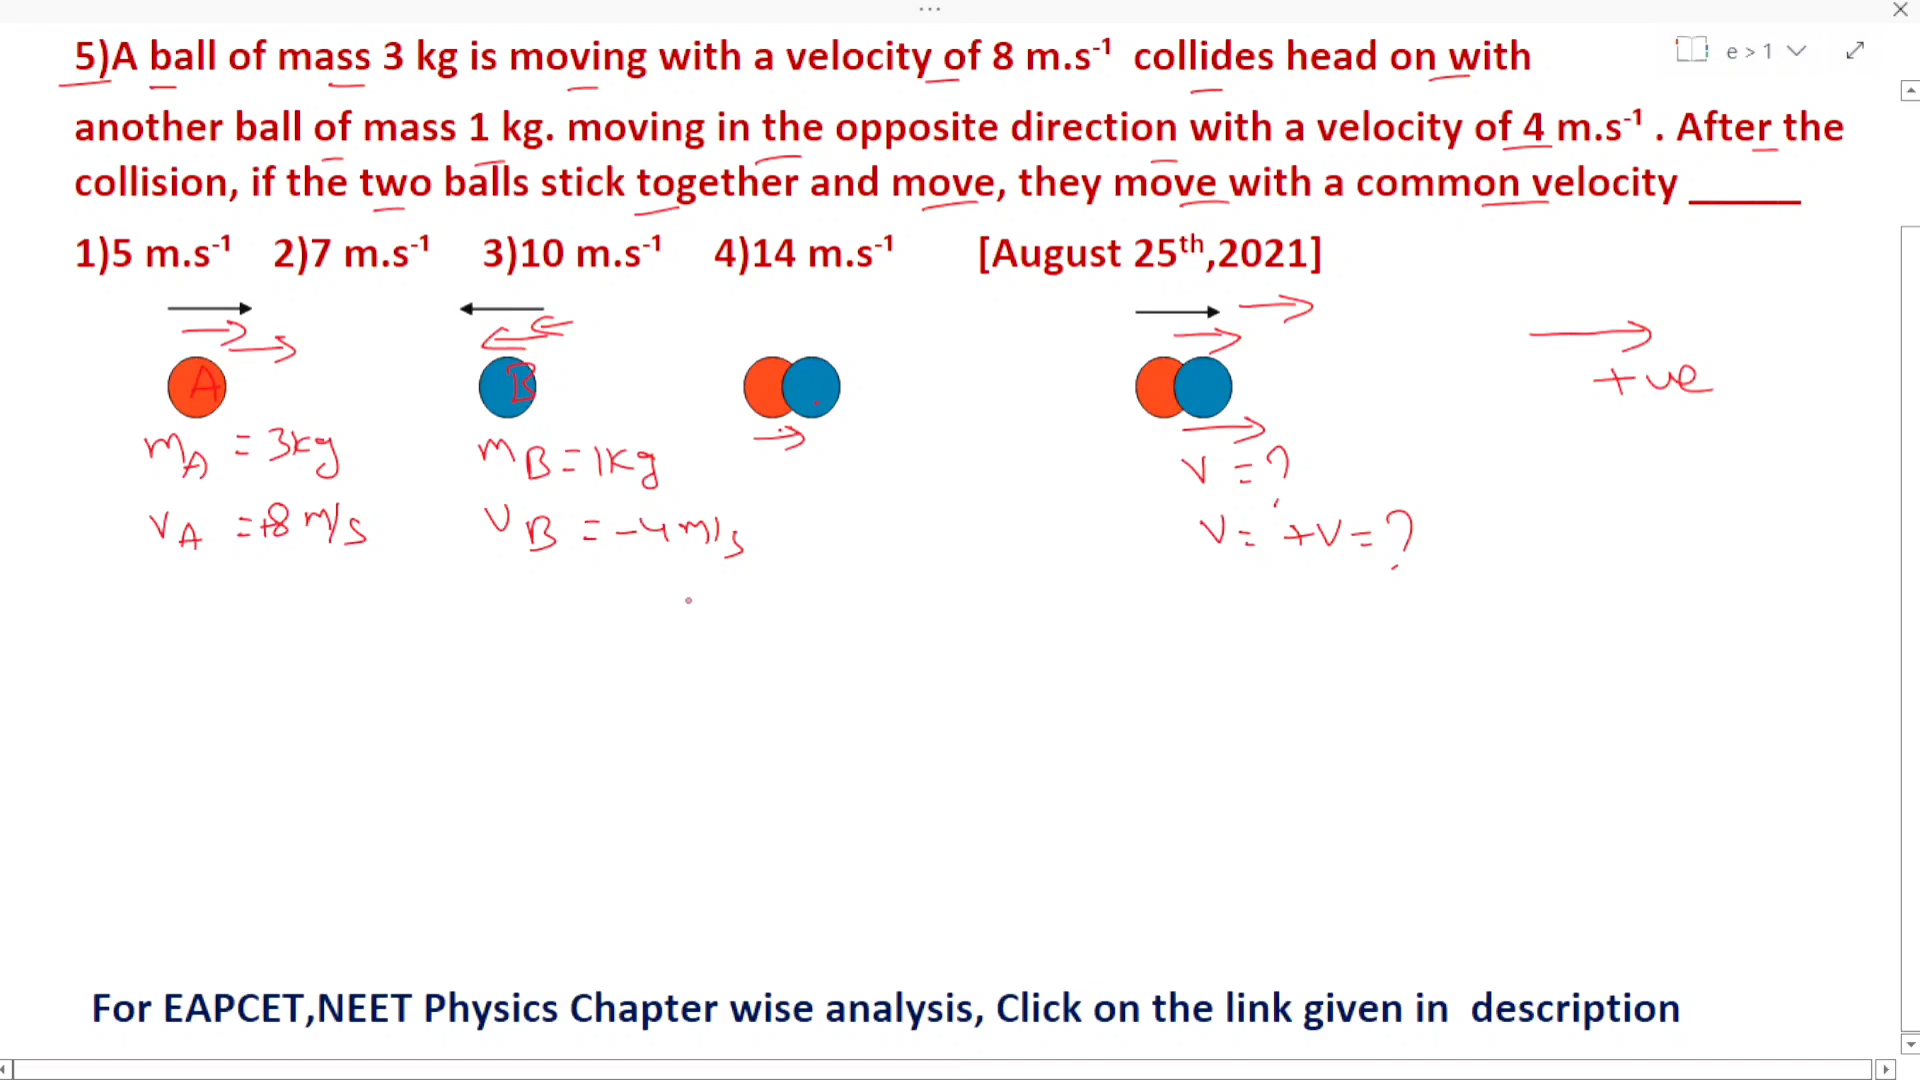 5)A ball of mass 3 kg is moving with a velocity of 8 m.s⁻¹ collides head on with
another ball of mass 1 kg. moving in the opposite direction with a velocity of 4 m.s⁻¹ . After the
collision, if the two balls stick together and move, they move with a common velocity ______
1)5 m.s⁻¹ 2)7 m.s⁻¹ 3)10 m.s⁻¹ 4)14 m.s⁻¹ [August 25ᵗʰ,2021]
e > 1
A B
+ve
mA = 3kg mB = 1kg
v = ?
vA = +8 m/s vB = -4 m/s
v = +v = ?
For EAPCET,NEET Physics Chapter wise analysis, Click on the link given in description